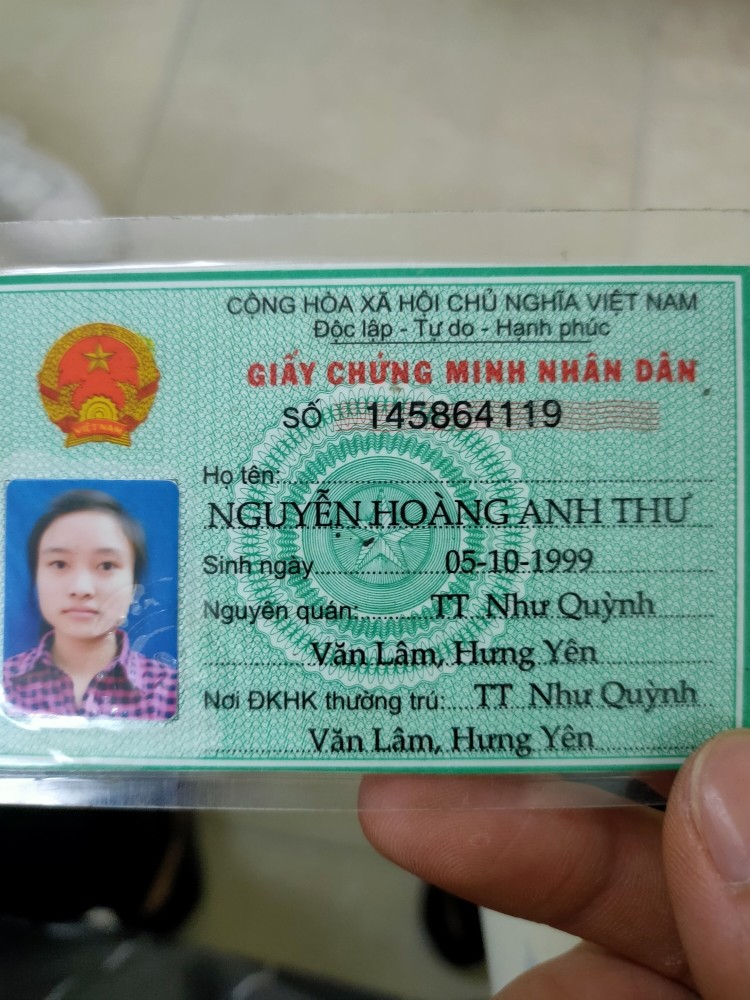 CỘNG HÒA XÃ HỘI CHỦ NGHĨA VIỆT NAM
Độc lập - Tự do - Hạnh phúc
GIẤY CHỨNG MINH NHÂN DÂN
SỐ 145864119
VIỆT NAM
Họ tên:
NGUYỄN HOÀNG ANH THƯ
Sinh ngày 05-10-1999
Nguyên quán: TT Như Quỳnh
Văn Lâm, Hưng Yên
Nơi ĐKHK thường trú: TT Như Quỳnh
Văn Lâm, Hưng Yên